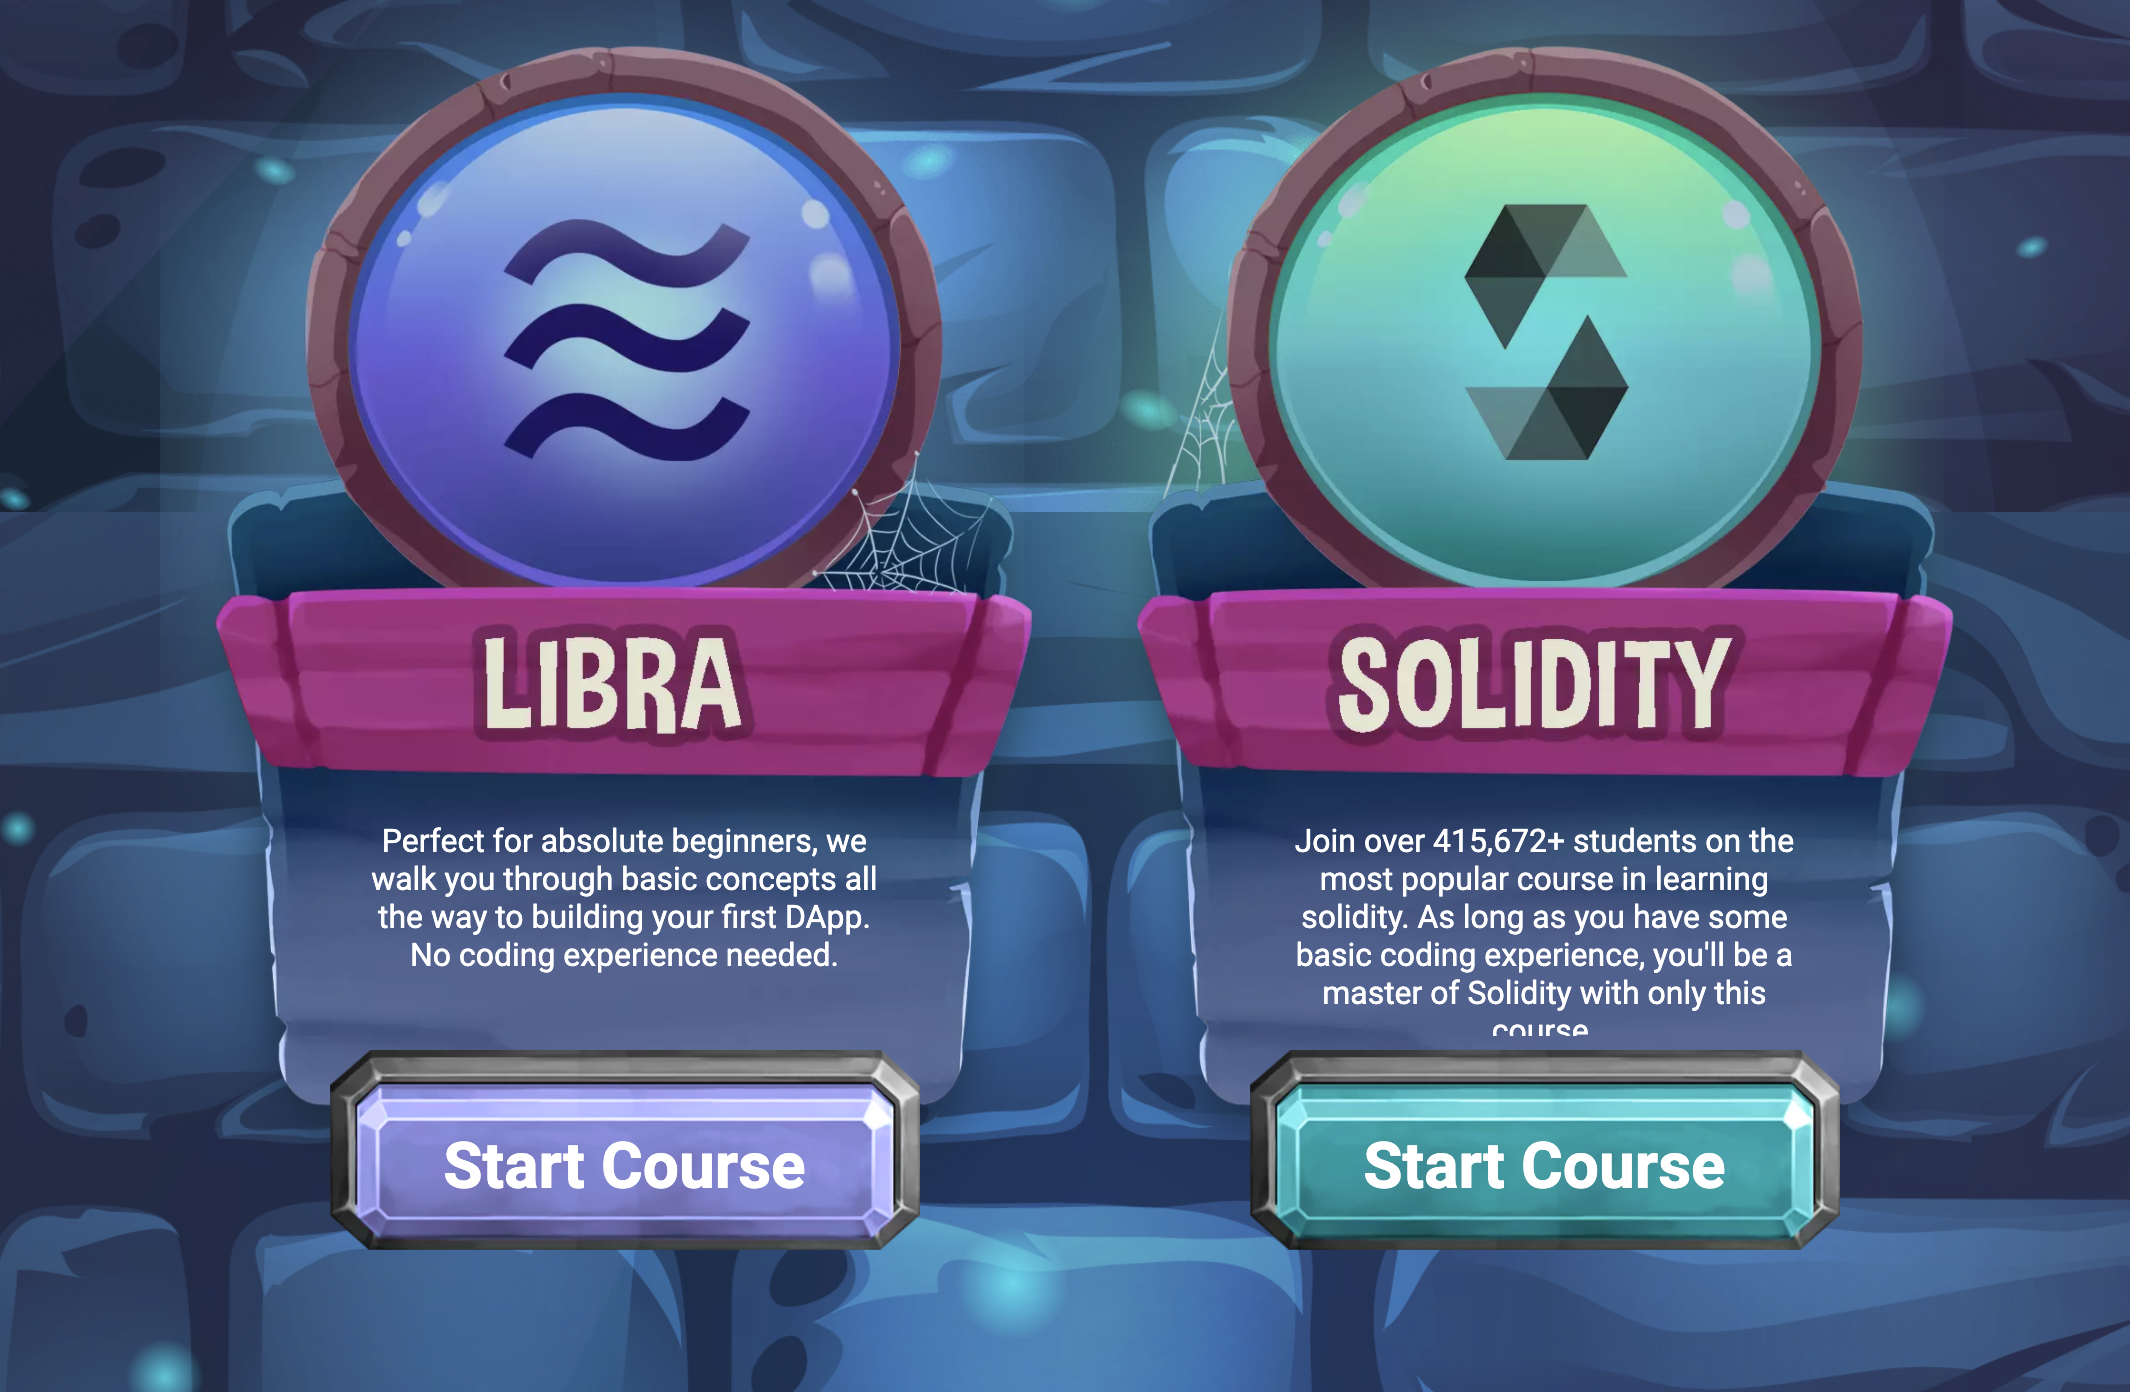 LIBRA
Perfect for absolute beginners, we
walk you through basic concepts all
the way to building your first DApp.
No coding experience needed.
Start Course
SOLIDITY
Join over 415,672+ students on the
most popular course in learning
solidity. As long as you have some
basic coding experience, you'll be a
master of Solidity with only this
course
Start Course